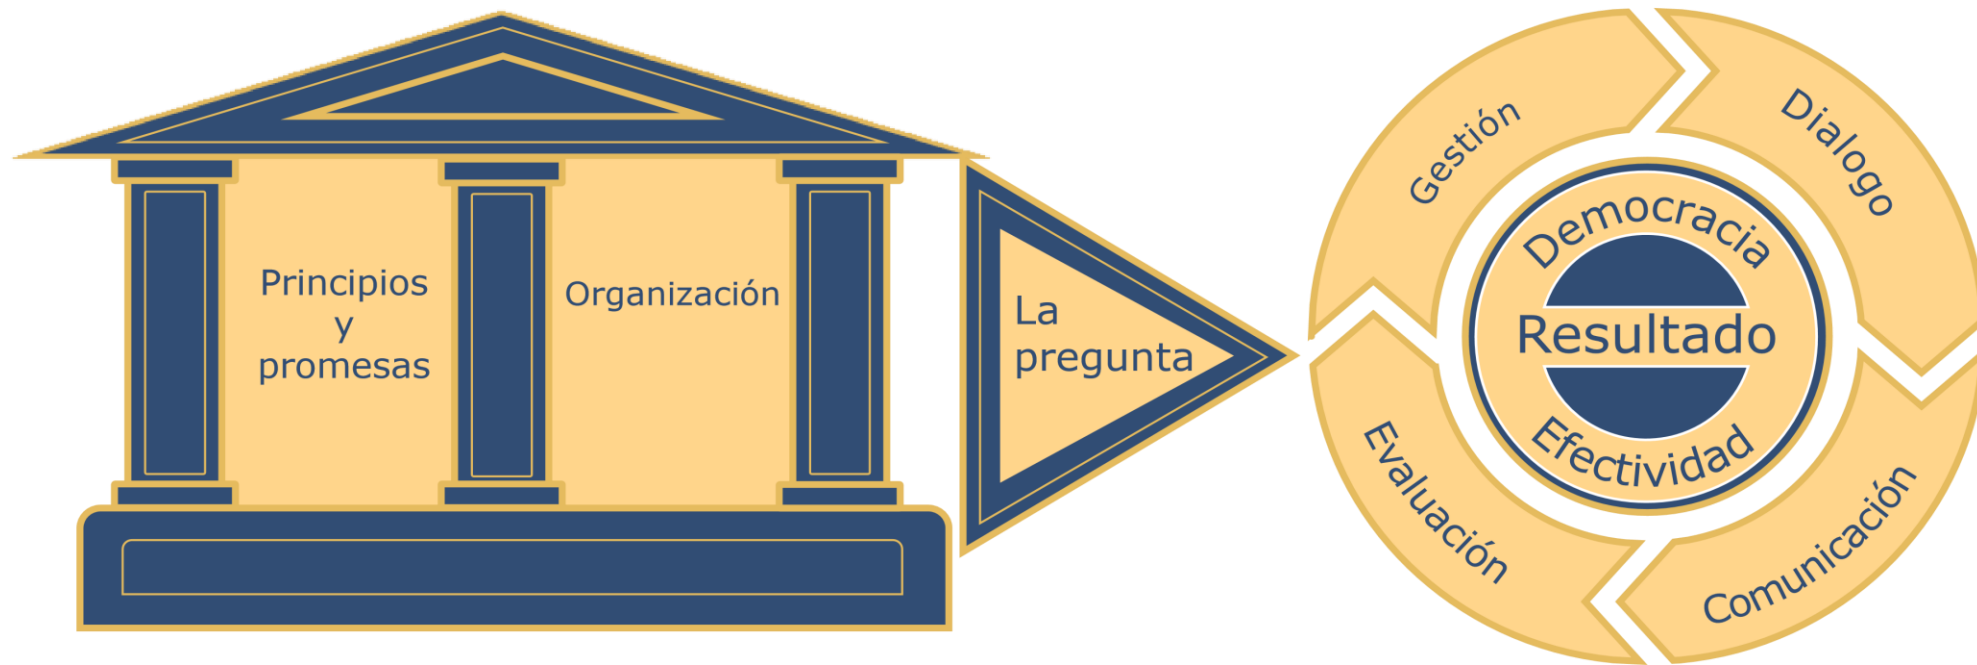 Principios
y
promesas
Organización
La
pregunta
Gestión
Dialogo
Democracia
Resultado
Efectividad
Evaluación
Comunicación